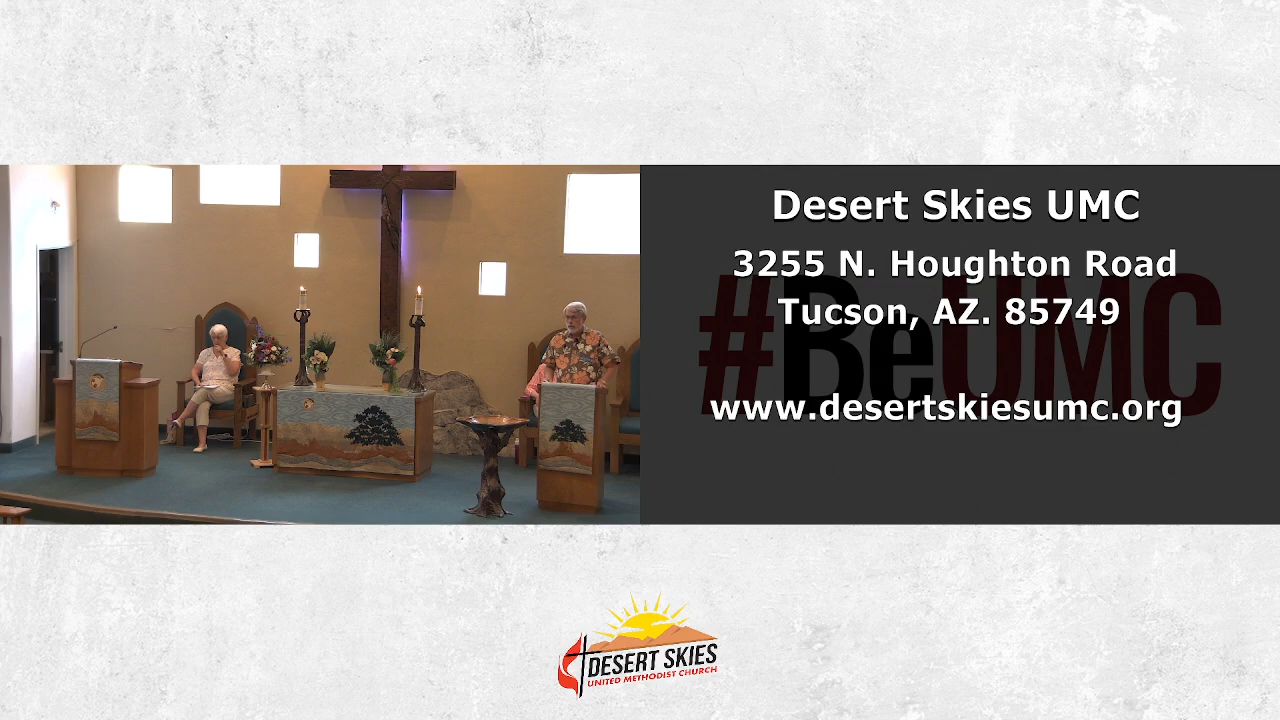 Desert Skies UMC
3255 N. Houghton Road
Tucson, AZ. 85749
#BeUMC
www.desertskiesumc.org
DESERT SKIES
UNITED METHODIST CHURCH